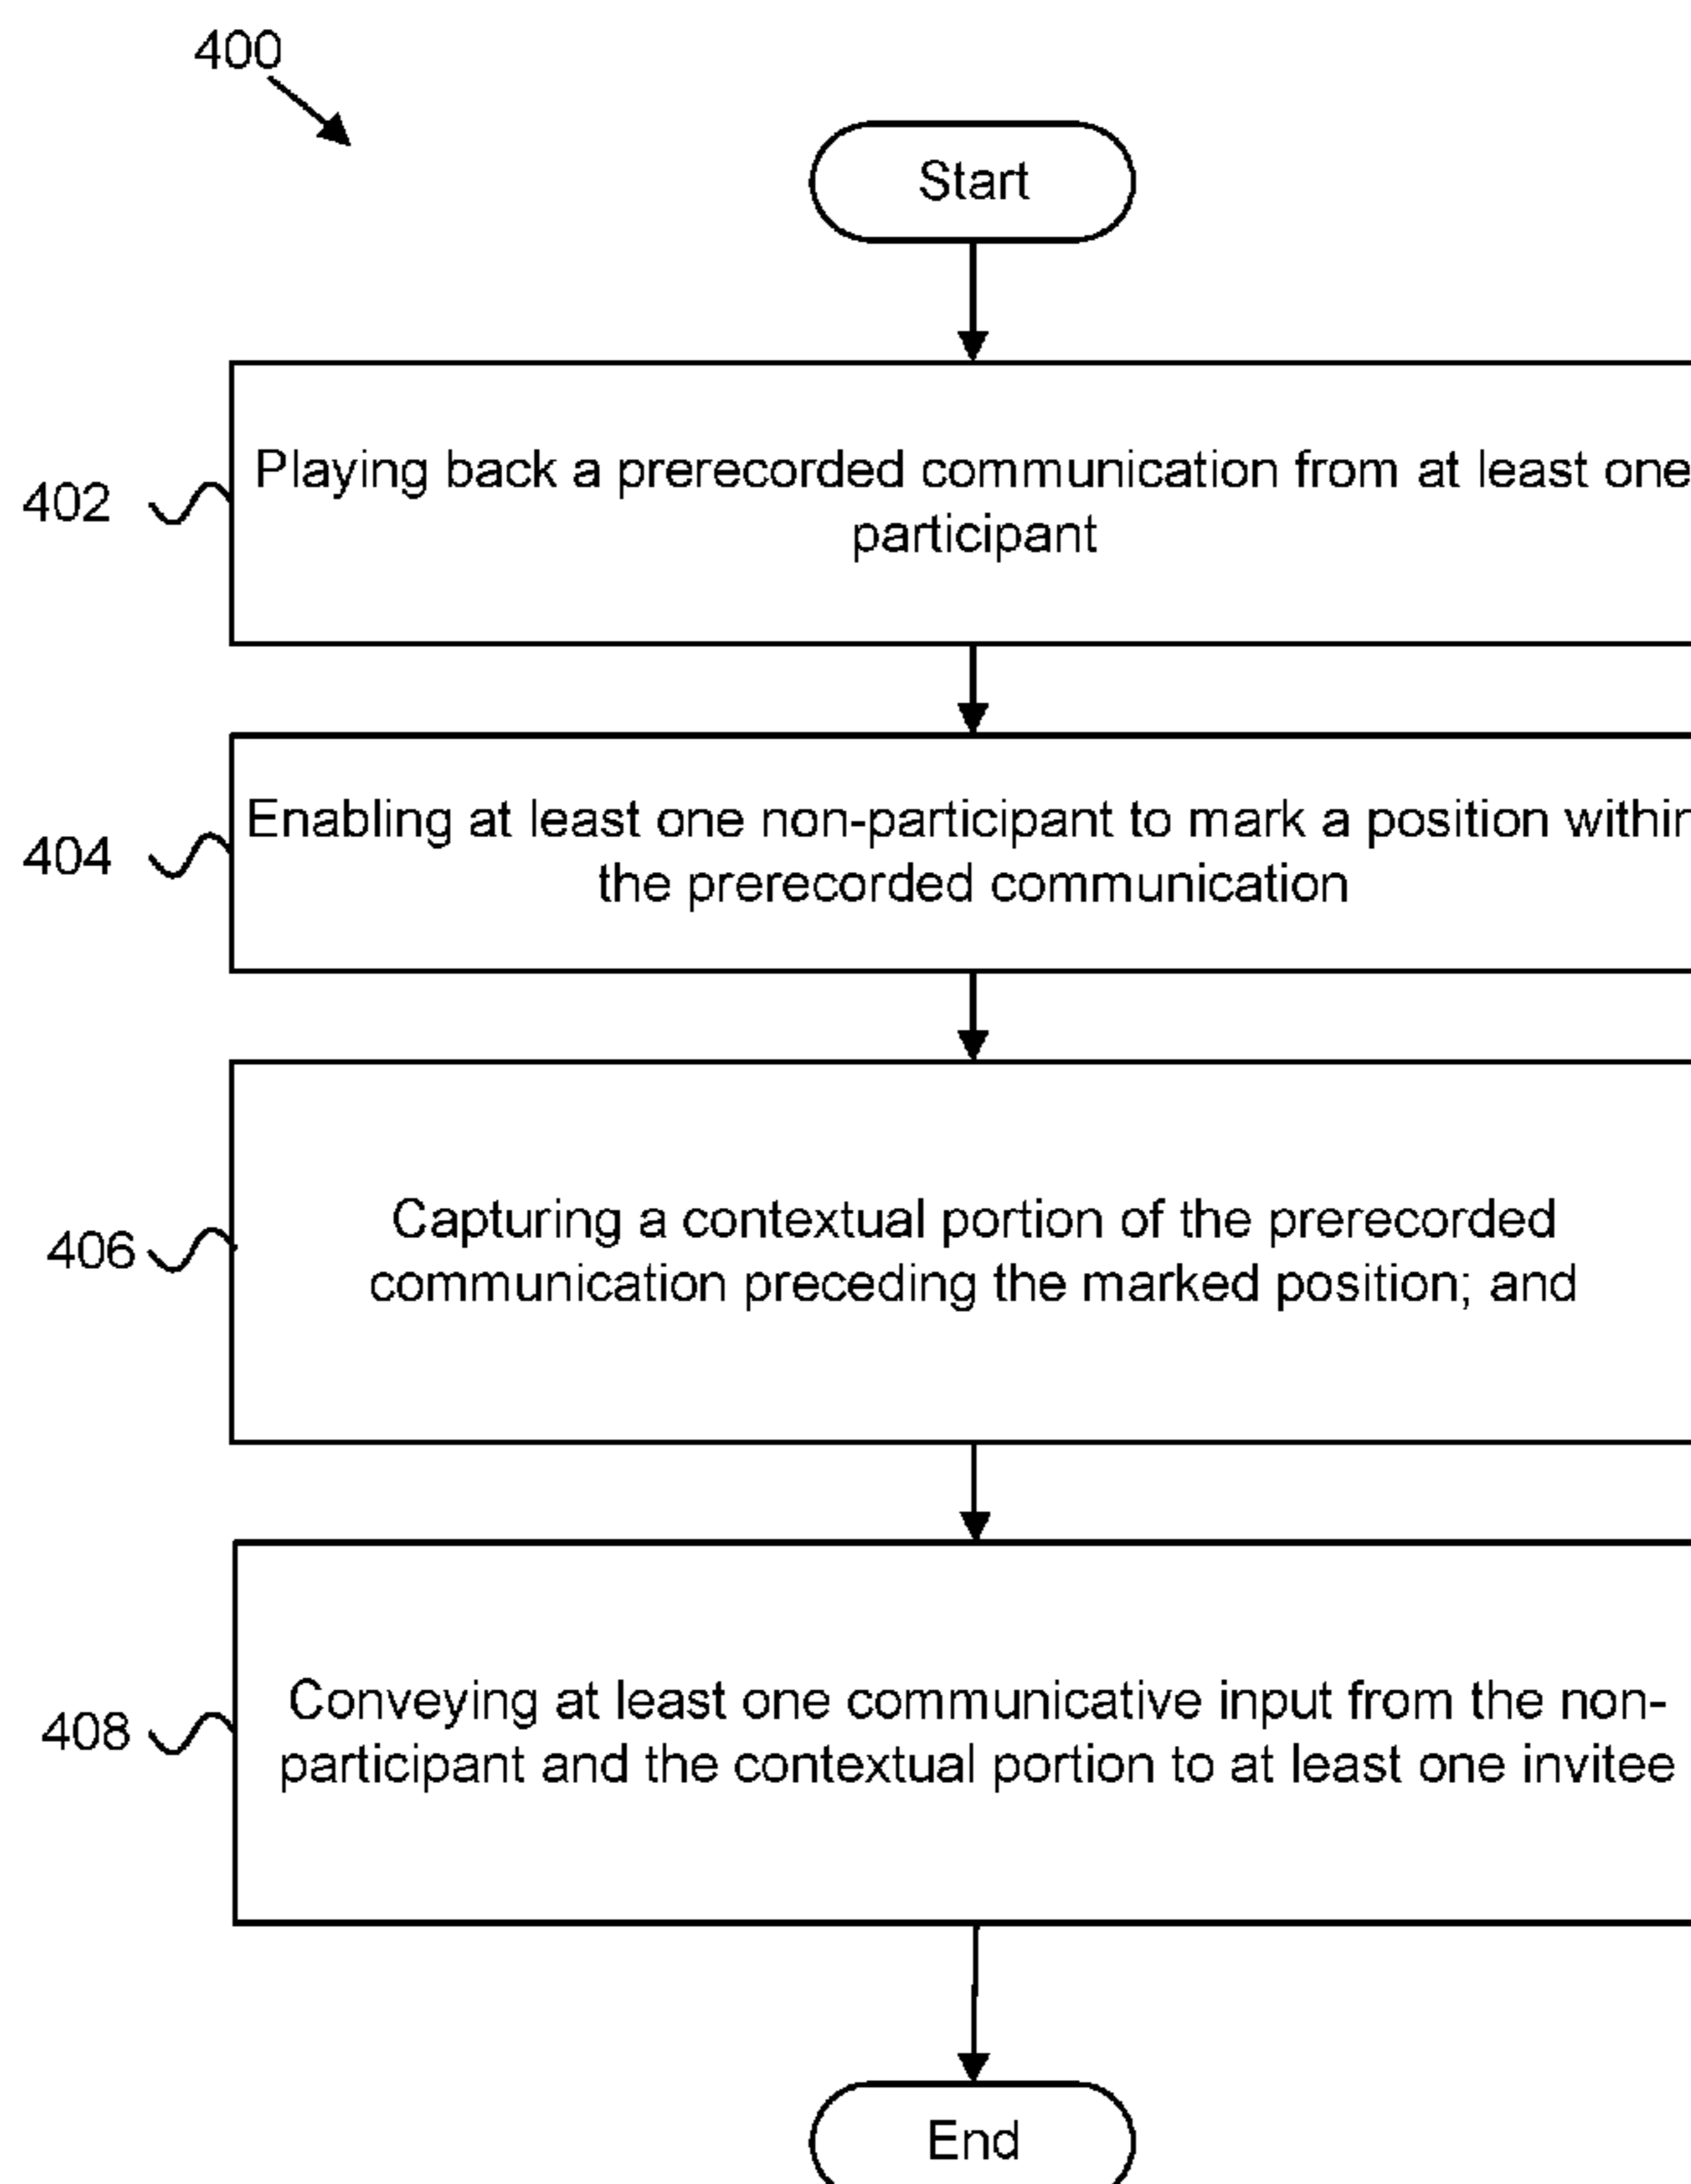 400
Start
402
Playing back a prerecorded communication from at least one
participant
404
Enabling at least one non-participant to mark a position within
the prerecorded communication
406
Capturing a contextual portion of the prerecorded
communication preceding the marked position; and
408
Conveying at least one communicative input from the non-
participant and the contextual portion to at least one invitee
End